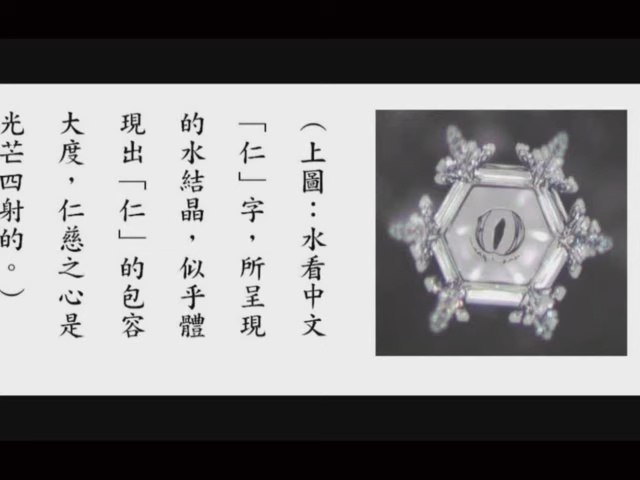 （上圖：水看中文
「仁」字，所呈現
的水結晶，似乎體
現出「仁」的包容
大度，仁慈之心是
光芒四射的。）